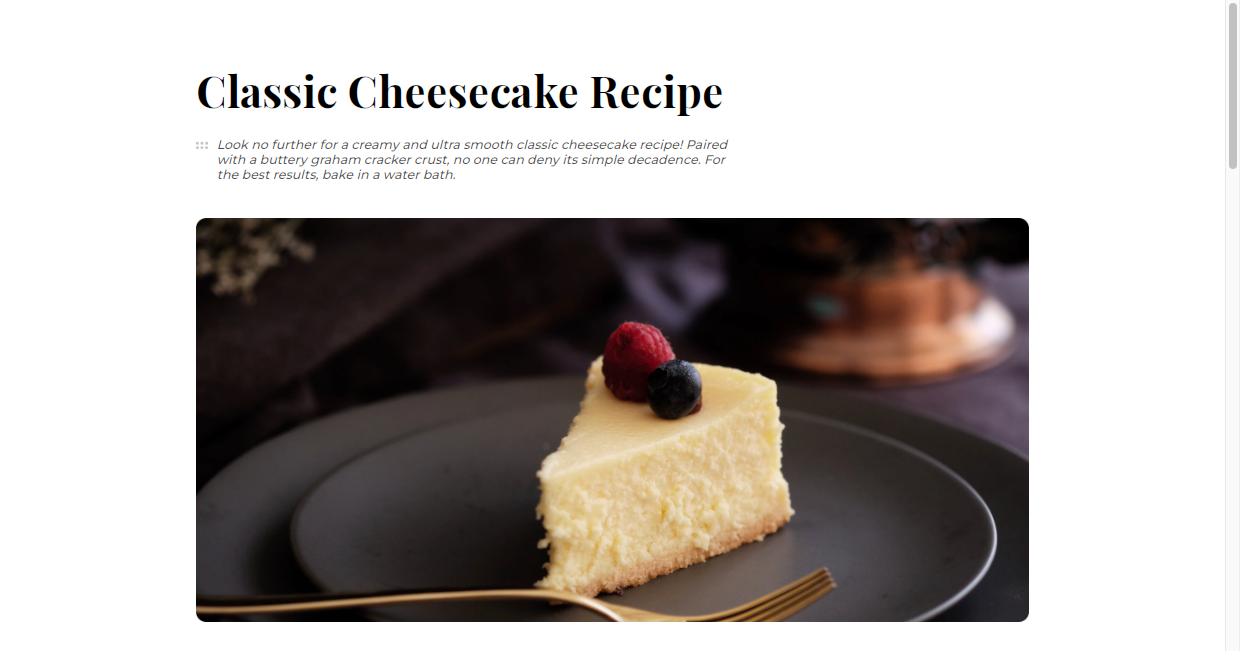 Classic Cheesecake Recipe
Look no further for a creamy and ultra smooth classic cheesecake recipe! Paired
with a buttery graham cracker crust, no one can deny its simple decadence. For
the best results, bake in a water bath.